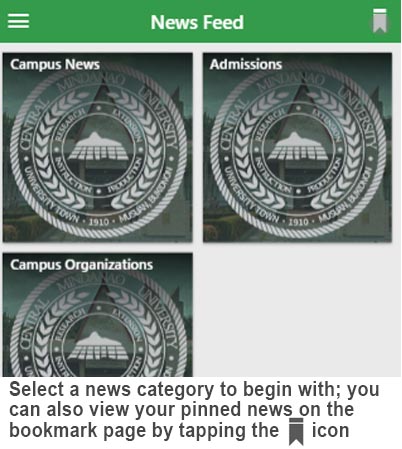 News Feed
Campus News
CENTRAL MINDANAO UNIVERSITY
RESEARCH EXTENSION
INSTRUCTION PRODUCTION
UNIVERSITY TOWN • 1910 • MUSUAN, BUKIDNON
Admissions
CENTRAL MINDANAO UNIVERSITY
RESEARCH EXTENSION
INSTRUCTION PRODUCTION
UNIVERSITY TOWN • 1910 • MUSUAN, BUKIDNON
Campus Organizations
CENTRAL MINDANAO UNIVERSITY
RESEARCH EXTENSION
Select a news category to begin with; you
can also view your pinned news on the
bookmark page by tapping the icon